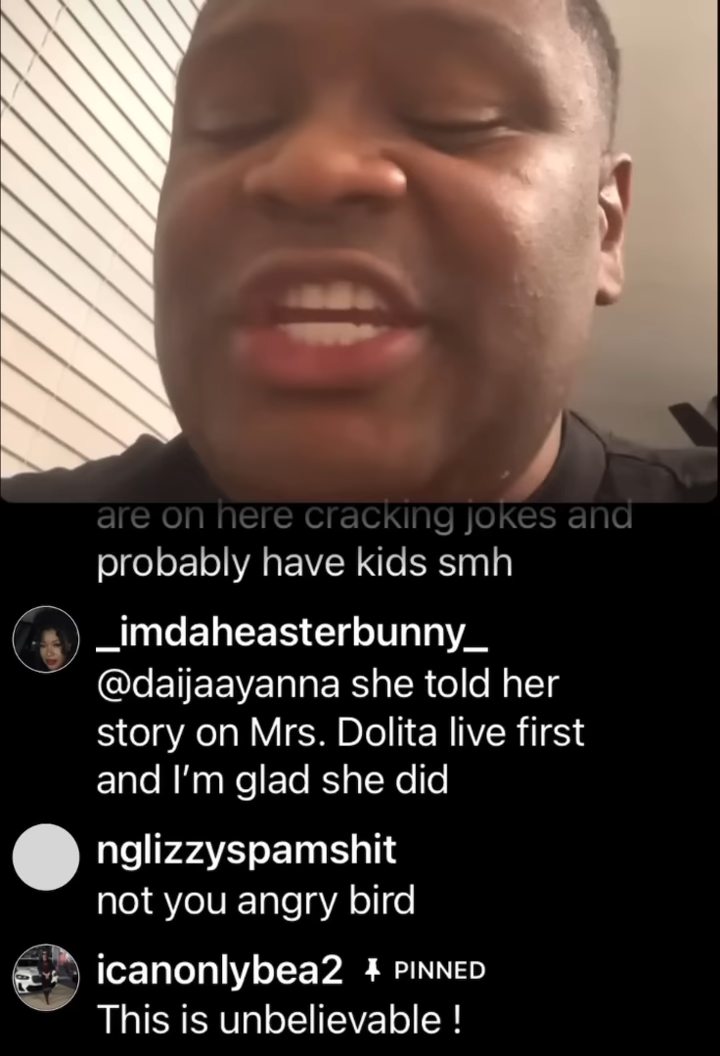 are on here cracking jokes and
probably have kids smh
_imdaheasterbunny_
@daijaayanna she told her
story on Mrs. Dolita live first
and I'm glad she did
nglizzyspamshit
not you angry bird
icanonlybea2 PINNED
This is unbelievable !